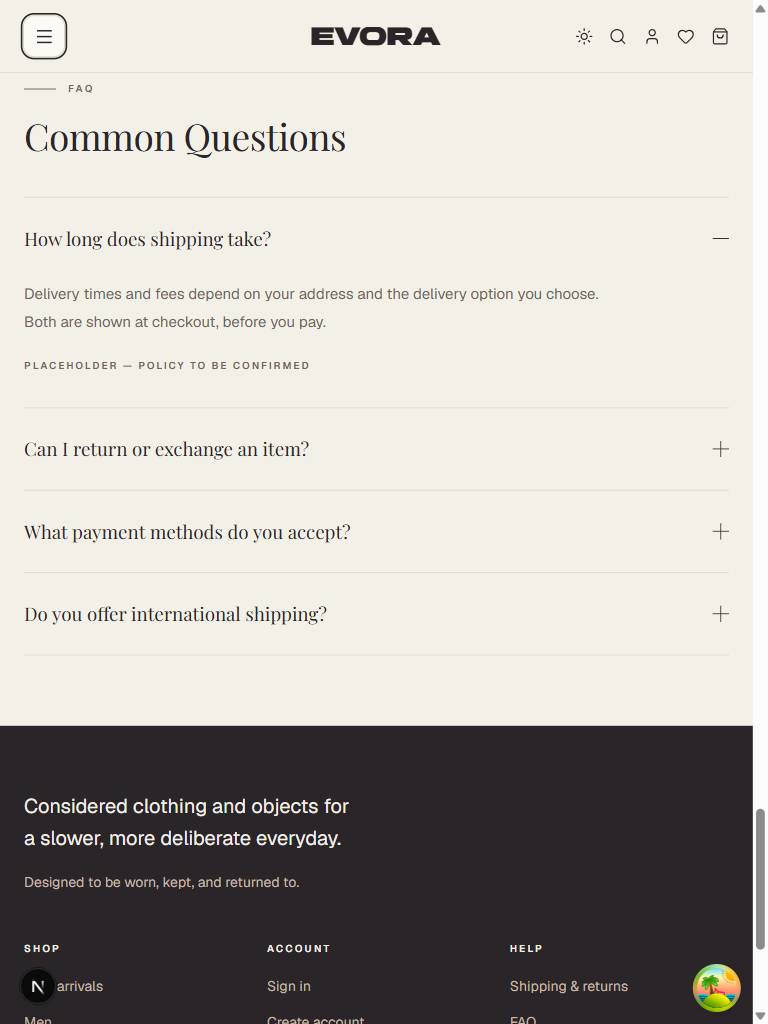 EVORA
FAQ
Common Questions
How long does shipping take?
Delivery times and fees depend on your address and the delivery option you choose.
Both are shown at checkout, before you pay.
PLACEHOLDER — POLICY TO BE CONFIRMED
Can I return or exchange an item?
What payment methods do you accept?
Do you offer international shipping?
Considered clothing and objects for
a slower, more deliberate everyday.
Designed to be worn, kept, and returned to.
SHOP ACCOUNT HELP
N arrivals Sign in Shipping & returns
Men Create account FAQ